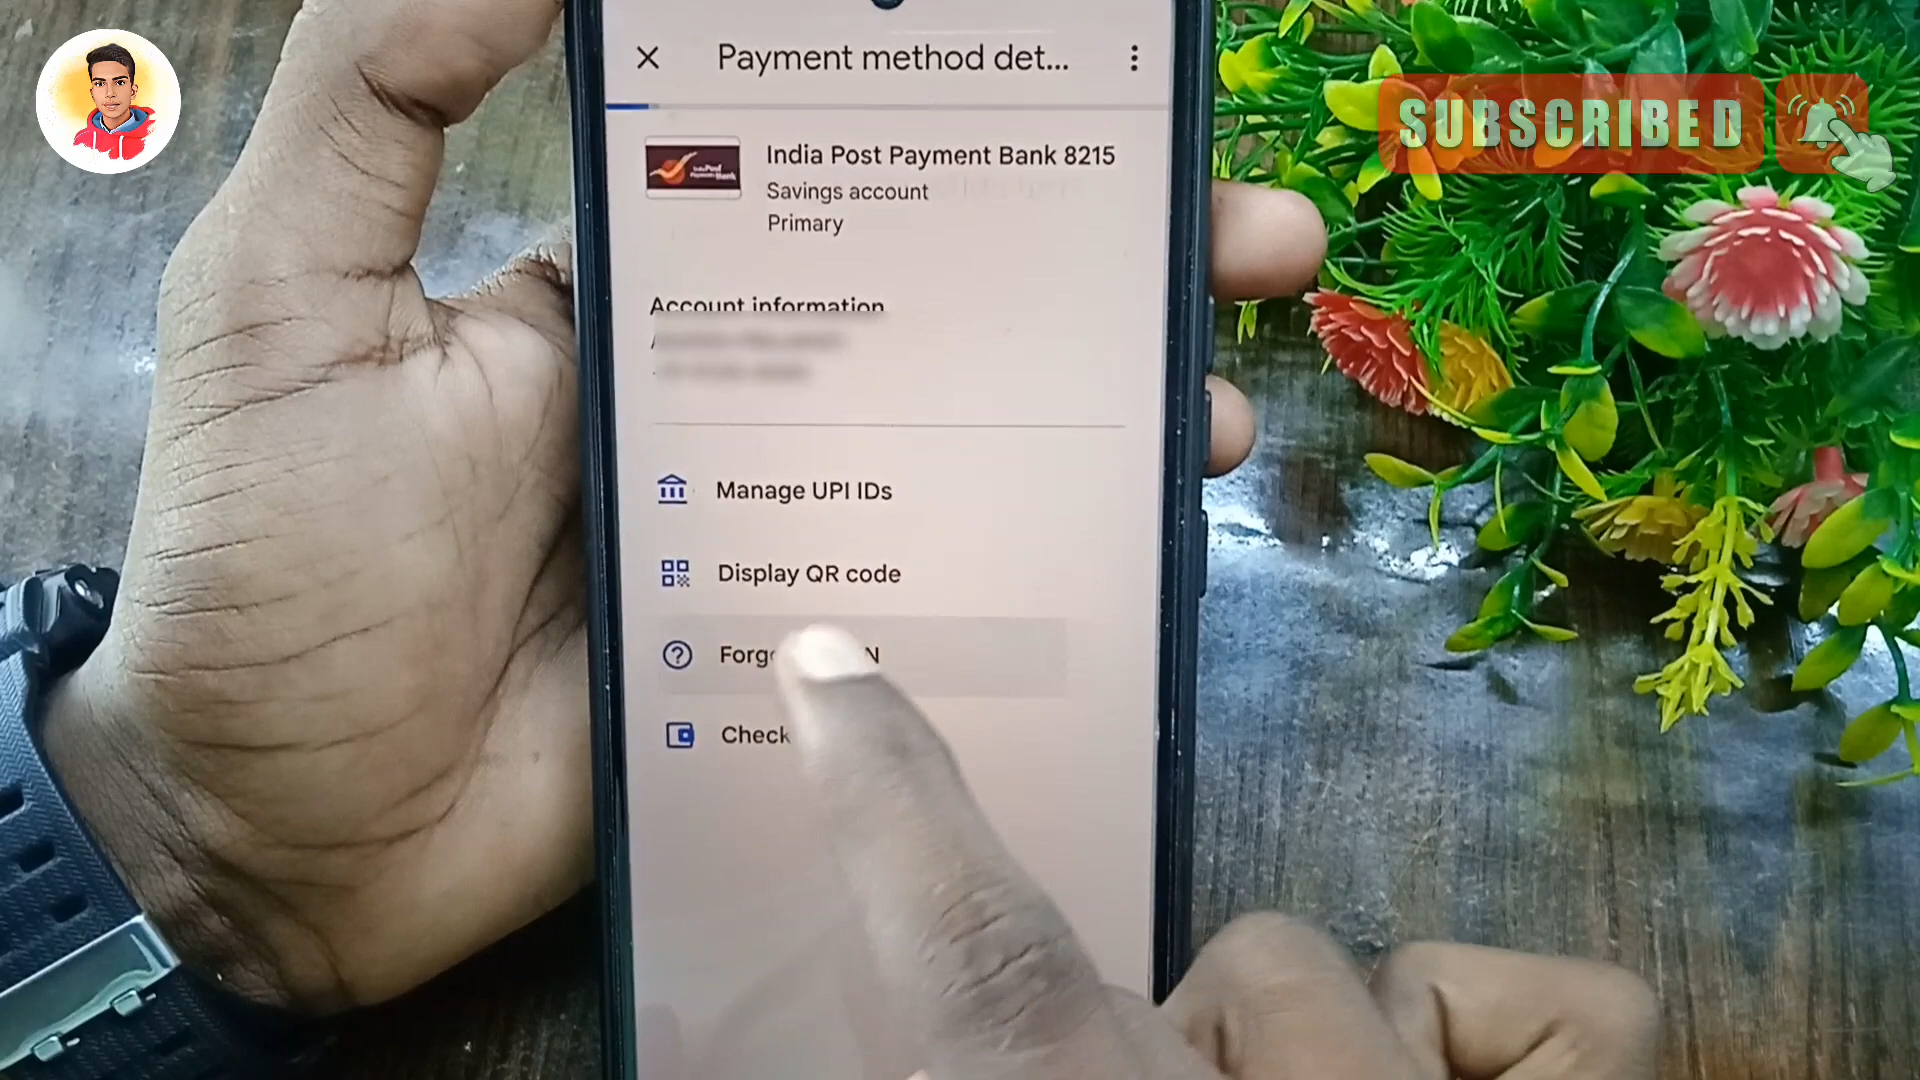 Payment method det...
SUBSCRIBED
India Post Payment Bank 8215
Savings account
Primary
Account information
Manage UPI IDs
Display QR code
Forg N
Check